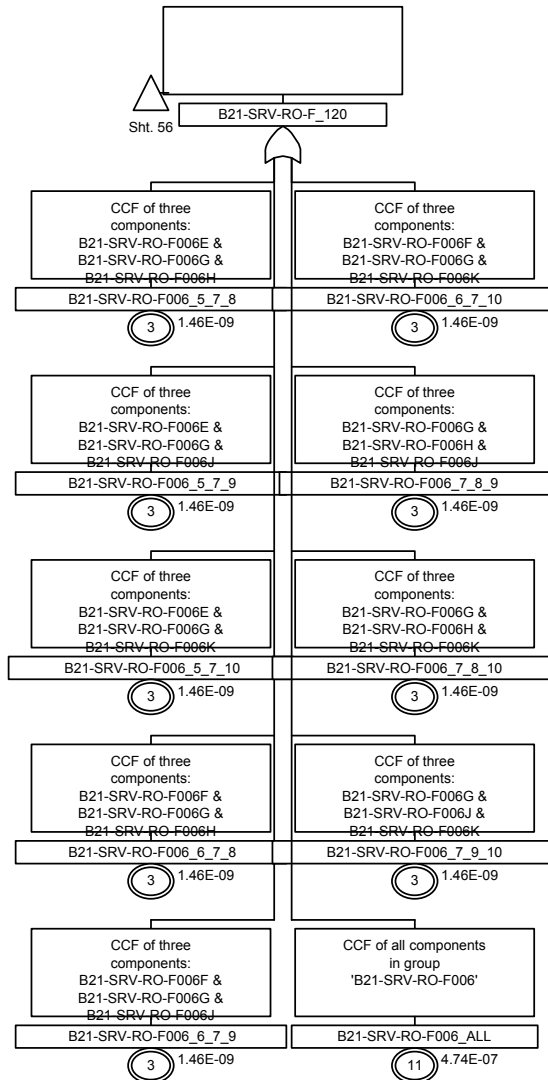 Sht. 56
B21-SRV-RO-F_120
CCF of three
components:
B21-SRV-RO-F006E &
B21-SRV-RO-F006G &
B21-SRV-RO-F006H
B21-SRV-RO-F006_5_7_8
3
1.46E-09
CCF of three
components:
B21-SRV-RO-F006F &
B21-SRV-RO-F006G &
B21-SRV-RO-F006K
B21-SRV-RO-F006_6_7_10
3
1.46E-09
CCF of three
components:
B21-SRV-RO-F006E &
B21-SRV-RO-F006G &
B21-SRV-RO-F006J
B21-SRV-RO-F006_5_7_9
3
1.46E-09
CCF of three
components:
B21-SRV-RO-F006G &
B21-SRV-RO-F006H &
B21-SRV-RO-F006J
B21-SRV-RO-F006_7_8_9
3
1.46E-09
CCF of three
components:
B21-SRV-RO-F006E &
B21-SRV-RO-F006G &
B21-SRV-RO-F006K
B21-SRV-RO-F006_5_7_10
3
1.46E-09
CCF of three
components:
B21-SRV-RO-F006G &
B21-SRV-RO-F006H &
B21-SRV-RO-F006K
B21-SRV-RO-F006_7_8_10
3
1.46E-09
CCF of three
components:
B21-SRV-RO-F006F &
B21-SRV-RO-F006G &
B21-SRV-RO-F006H
B21-SRV-RO-F006_6_7_8
3
1.46E-09
CCF of three
components:
B21-SRV-RO-F006G &
B21-SRV-RO-F006J &
B21-SRV-RO-F006K
B21-SRV-RO-F006_7_9_10
3
1.46E-09
CCF of three
components:
B21-SRV-RO-F006F &
B21-SRV-RO-F006G &
B21-SRV-RO-F006J
B21-SRV-RO-F006_6_7_9
3
1.46E-09
CCF of all components
in group
'B21-SRV-RO-F006'
B21-SRV-RO-F006_ALL
11
4.74E-07